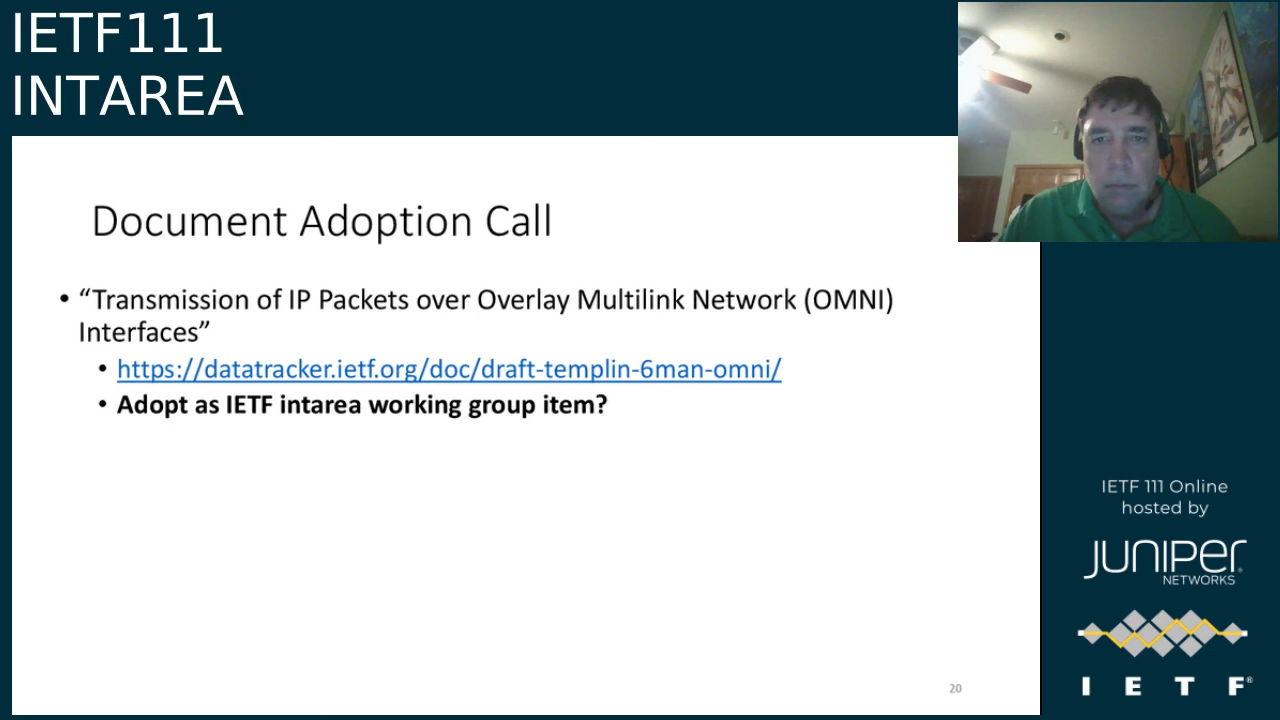 IETF111
INTAREA
Document Adoption Call
• “Transmission of IP Packets over Overlay Multilink Network (OMNI)
Interfaces”
• https://datatracker.ietf.org/doc/draft-templin-6man-omni/
• Adopt as IETF intarea working group item?
20
IETF 111 Online
hosted by
JUNIPER
NETWORKS
I E T F®